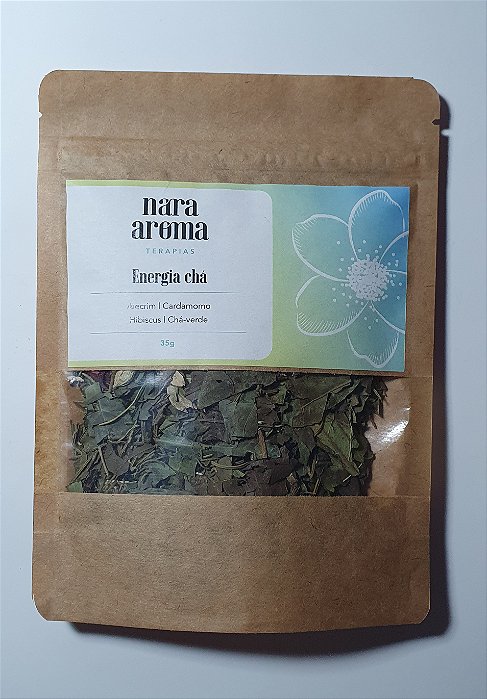 nara
aroma
TERAPIAS
Energia chá
Alecrim | Cardamomo
Hibiscus | Chá-verde
35g